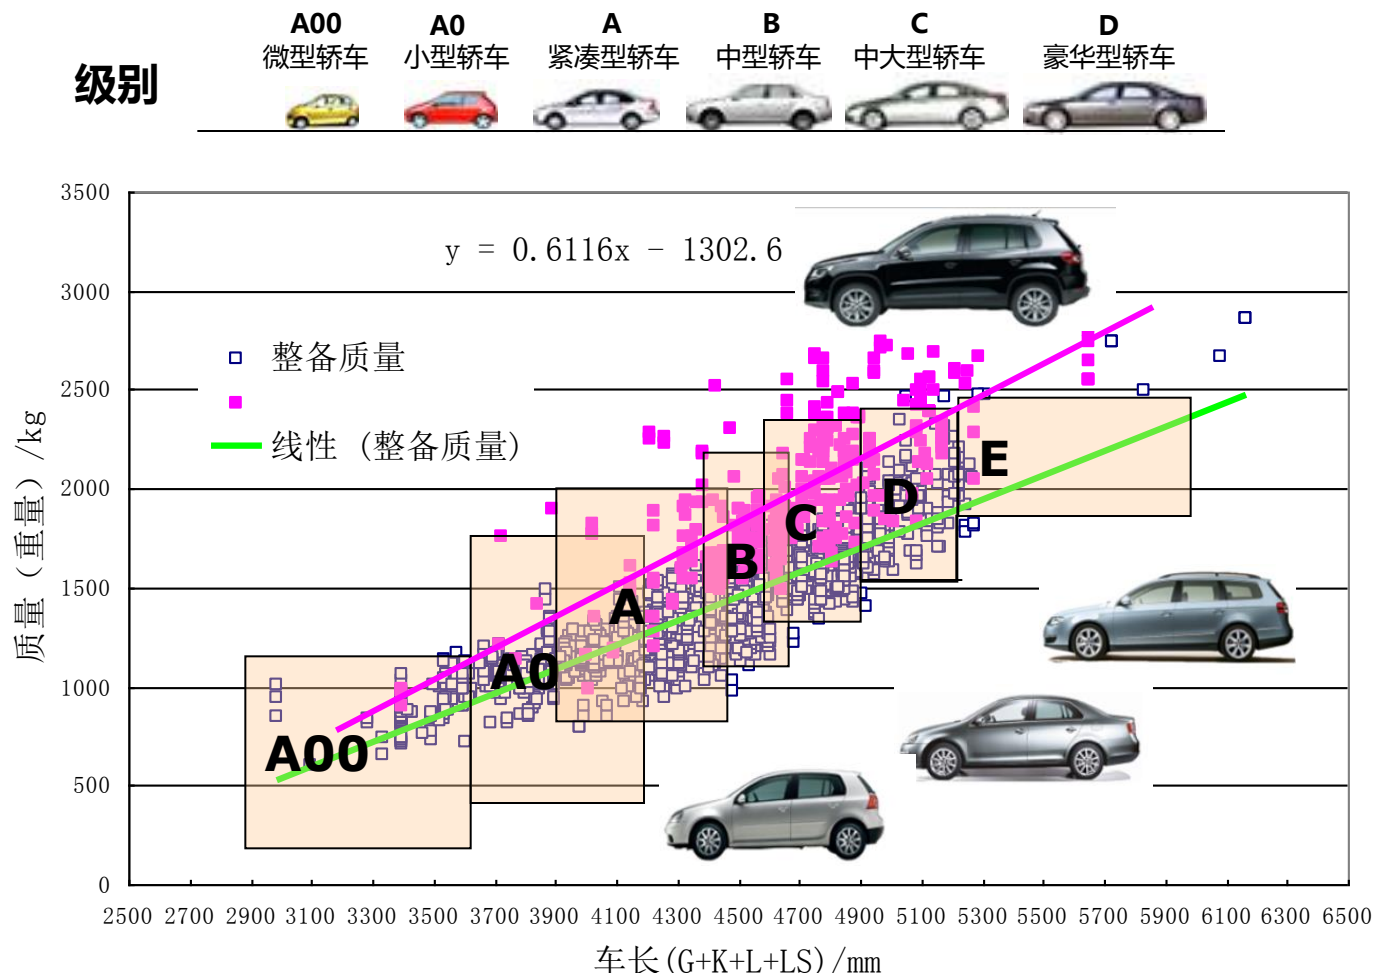 A00 A0 A B C D
微型轿车 小型轿车 紧凑型轿车 中型轿车 中大型轿车 豪华型轿车
级别
3500
y = 0.6116x - 1302.6
3000
整备质量
2500
线性 (整备质量)
2000
1500
1000
500
0
E
D
C
B
A
A0
A00
质量（重量）/kg
2500 2700 2900 3100 3300 3500 3700 3900 4100 4300 4500 4700 4900 5100 5300 5500 5700 5900 6100 6300 6500
车长(G+K+L+LS)/mm